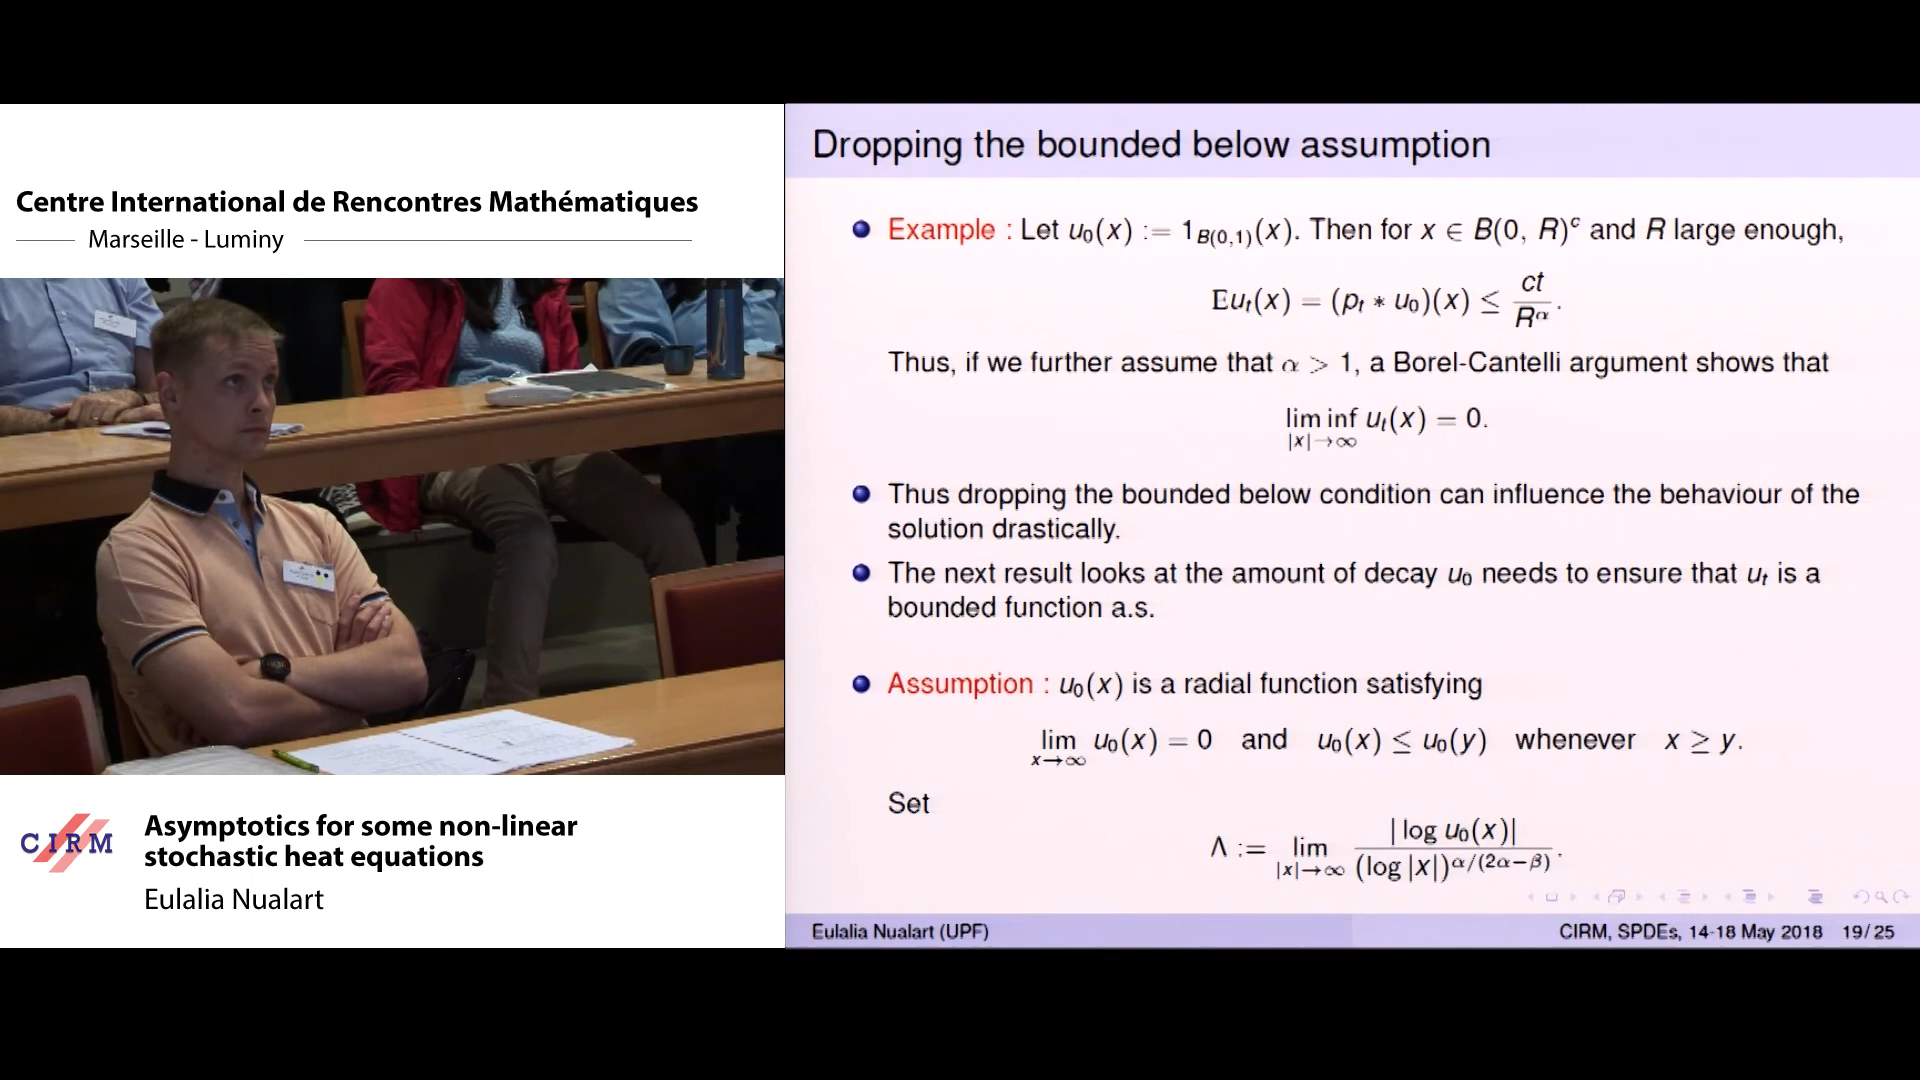 Centre International de Rencontres Mathématiques
Marseille - Luminy
CIRM
Asymptotics for some non-linear
stochastic heat equations
Eulalia Nualart
Dropping the bounded below assumption
Example : Let u₀(x) := 1_{B(0,1)}(x). Then for x ∈ B(0, R)ᶜ and R large enough,
Eu_t(x) = (p_t * u₀)(x) ≤ ct/R^α.
Thus, if we further assume that α > 1, a Borel-Cantelli argument shows that
lim inf_{|x|→∞} u_t(x) = 0.
Thus dropping the bounded below condition can influence the behaviour of the
solution drastically.
The next result looks at the amount of decay u₀ needs to ensure that u_t is a
bounded function a.s.
Assumption : u₀(x) is a radial function satisfying
lim_{x→∞} u₀(x) = 0 and u₀(x) ≤ u₀(y) whenever x ≥ y.
Set
Λ := lim_{|x|→∞} |log u₀(x)| / (log |x|)^{α/(2α−β)}.
Eulalia Nualart (UPF)
CIRM, SPDEs, 14-18 May 2018 19/25